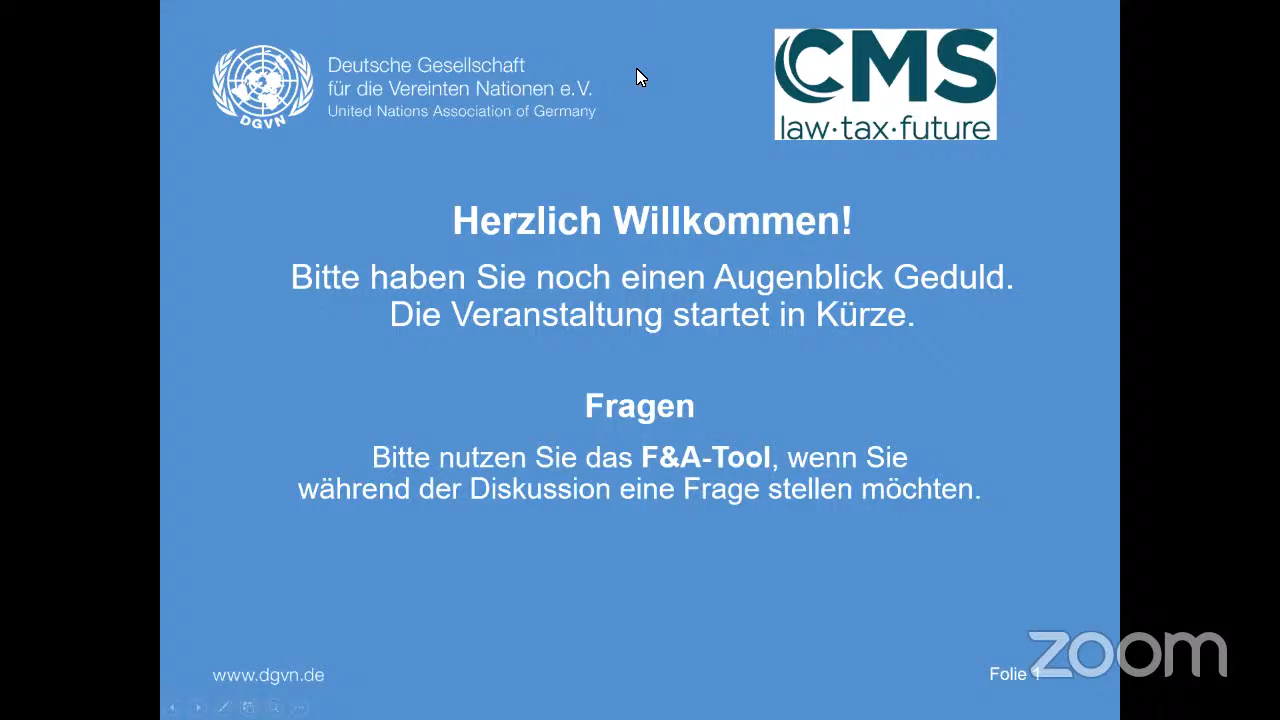 Deutsche Gesellschaft
für die Vereinten Nationen e.V.
United Nations Association of Germany
DGVN
CMS
law·tax·future
Herzlich Willkommen!
Bitte haben Sie noch einen Augenblick Geduld.
Die Veranstaltung startet in Kürze.
Fragen
Bitte nutzen Sie das F&A-Tool, wenn Sie
während der Diskussion eine Frage stellen möchten.
www.dgvn.de
Folie 1
zoom